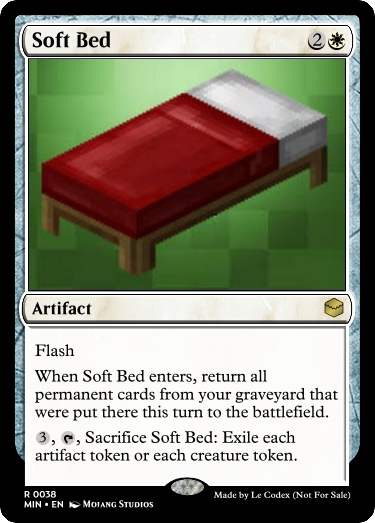 Soft Bed 2
Artifact
Flash
When Soft Bed enters, return all
permanent cards from your graveyard that
were put there this turn to the battlefield.
3, , Sacrifice Soft Bed: Exile each
artifact token or each creature token.
R 0038
MIN • EN Mojang Studios
Made by Le Codex (Not For Sale)